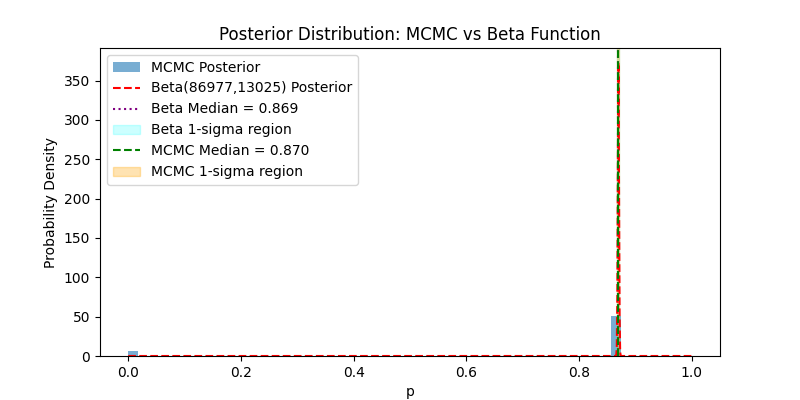 Posterior Distribution: MCMC vs Beta Function
MCMC Posterior
Beta(86977,13025) Posterior
Beta Median = 0.869
Beta 1-sigma region
MCMC Median = 0.870
MCMC 1-sigma region
Probability Density
350
300
250
200
150
100
50
0
0.0 0.2 0.4 0.6 0.8 1.0
p